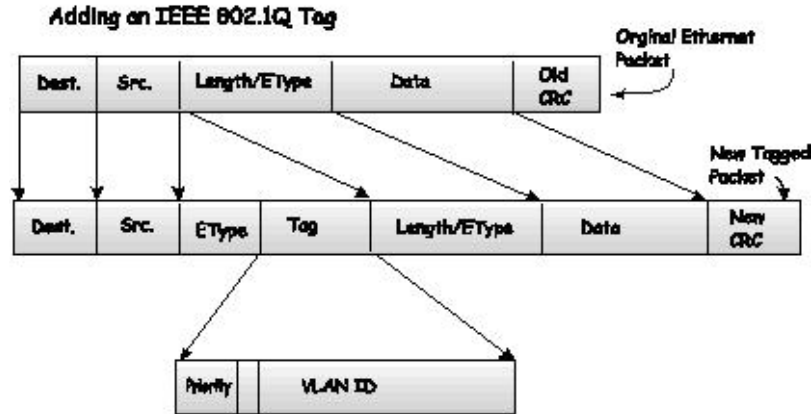 Adding an IEEE 802.1Q Tag
Orginal Ethernet
Packet
Dest. Src. Length/EType Data Old
CRC
New Tagged
Packet
Dest. Src. EType Tag Length/EType Data New
CRC
Priority VLAN ID